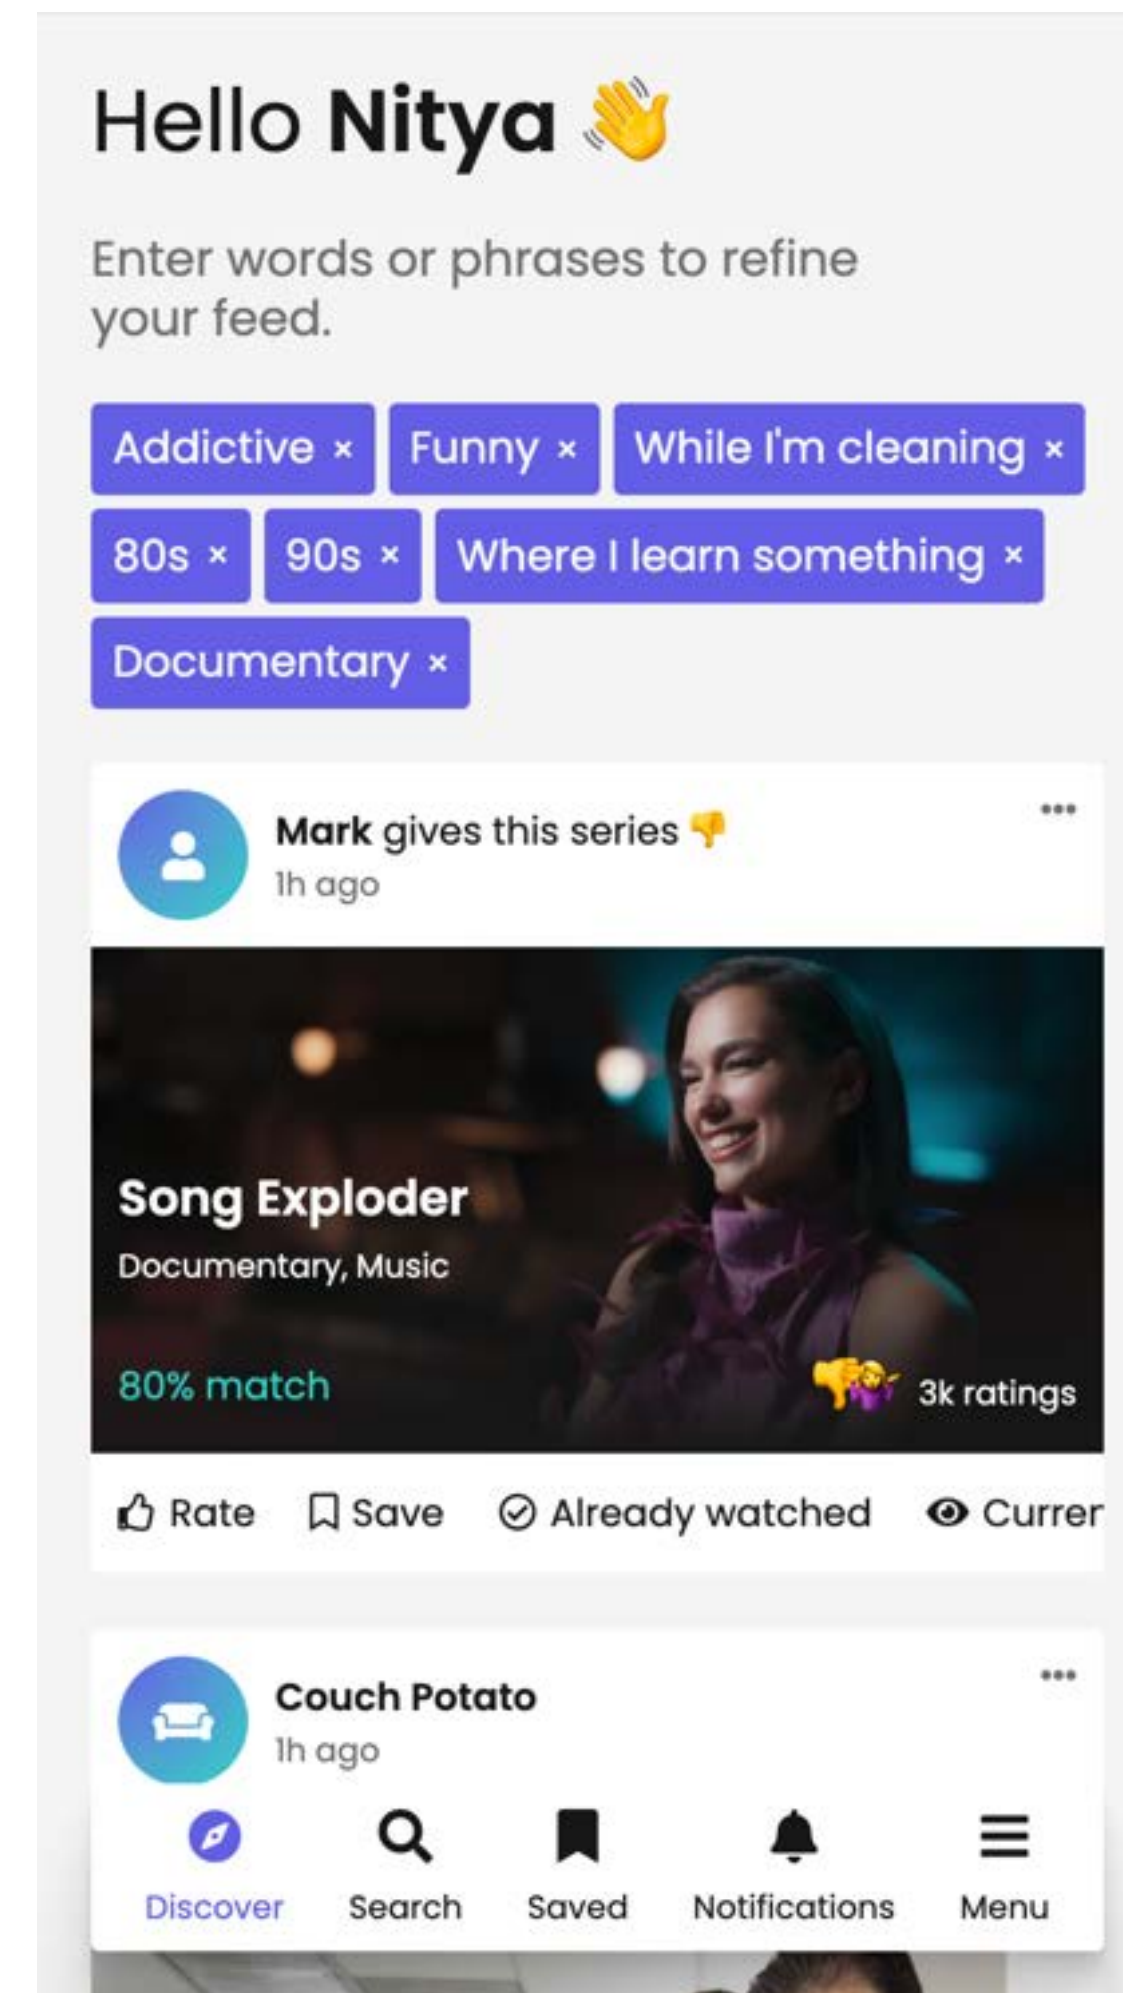 Hello Nitya 👋
Enter words or phrases to refine
your feed.
Addictive × Funny × While I'm cleaning ×
80s × 90s × Where I learn something ×
Documentary ×
Mark gives this series 👎
1h ago
Song Exploder
Documentary, Music
80% match
3k ratings
Rate Save Already watched Curren
Couch Potato
1h ago
Discover Search Saved Notifications Menu